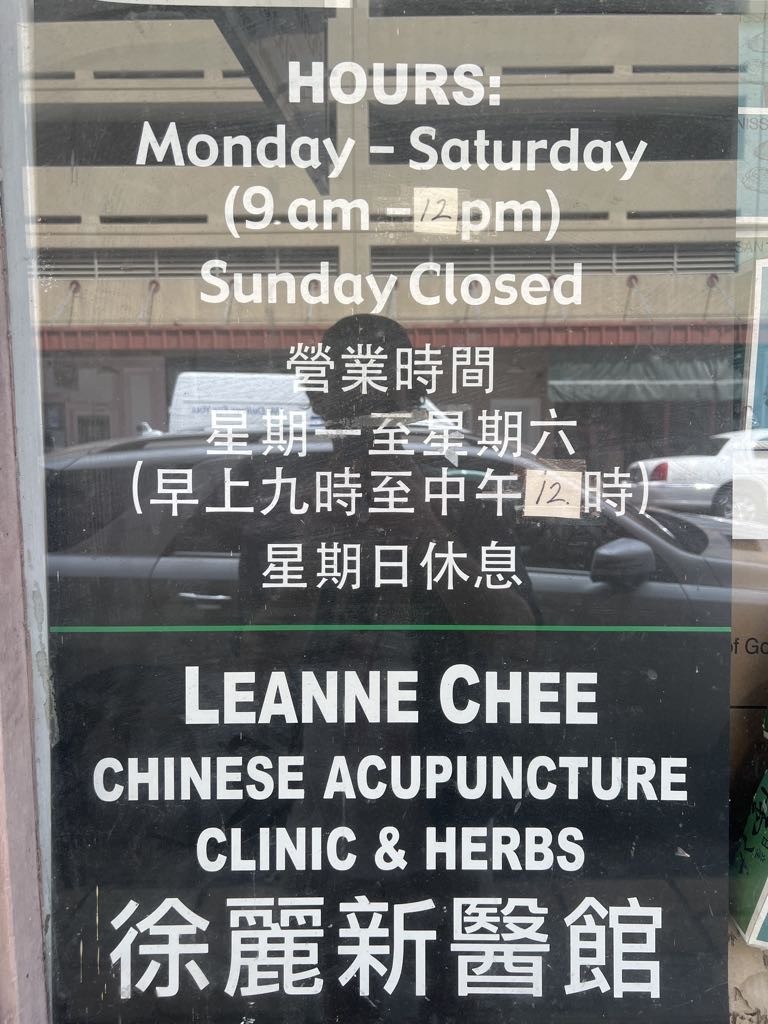 HOURS:
Monday – Saturday
(9 am – 12 pm)
Sunday Closed
營業時間
星期一至星期六
(早上九時至中午 12. 時)
星期日休息
LEANNE CHEE
CHINESE ACUPUNCTURE
CLINIC & HERBS
徐麗新醫館